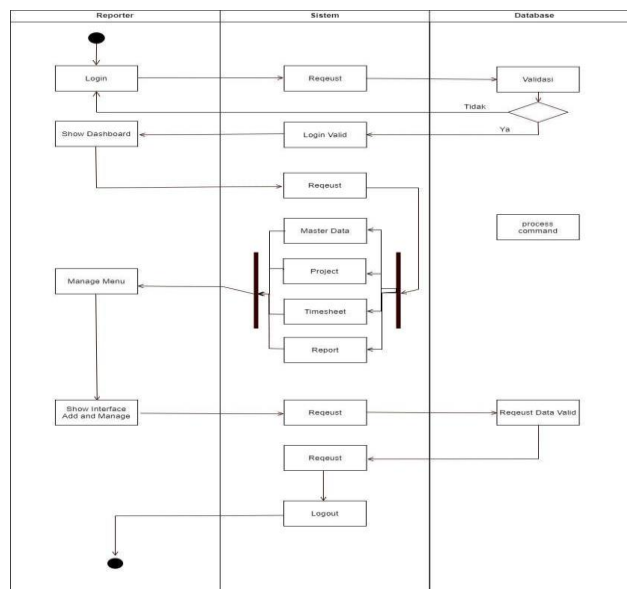 Reporter
Sistem
Database
Login
Reqeust
Validasi
Tidak
Ya
Show Dashboard
Login Valid
Reqeust
Master Data
process
command
Project
Manage Menu
Timesheet
Report
Show Interface
Add and Manage
Reqeust
Reqeust Data Valid
Reqeust
Logout